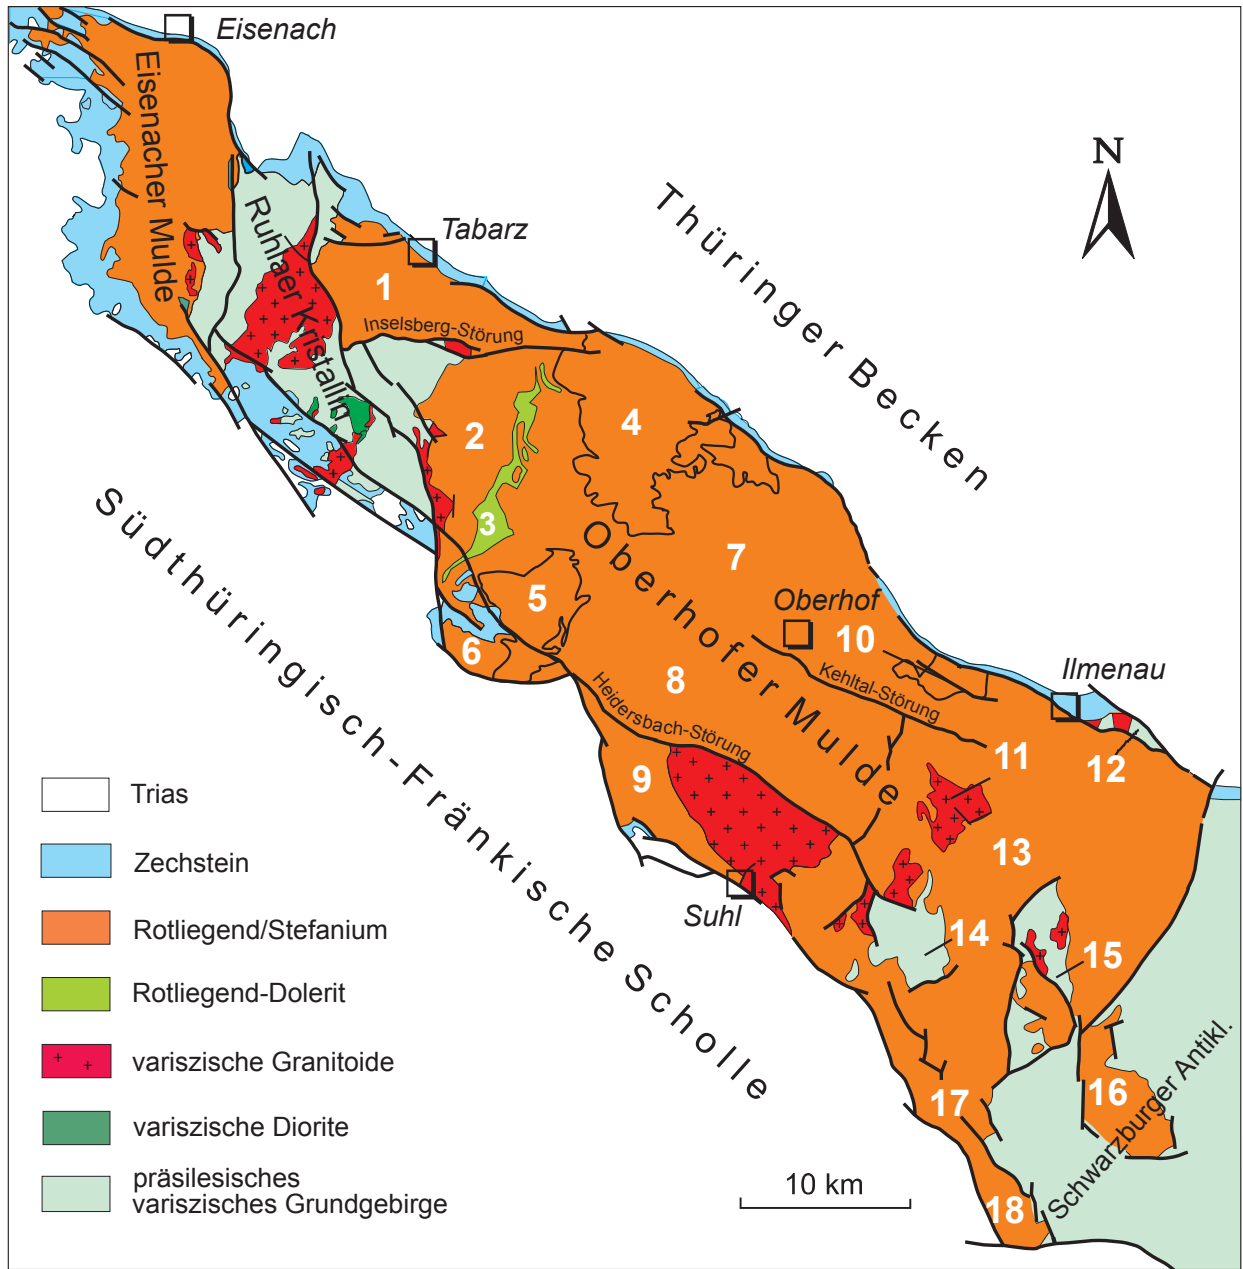 Eisenach
Eisenacher Mulde
N
Ruhlaer Kristallin
Tabarz
Thüringer Becken
1
Inselsberg-Störung
2
4
3
Oberhofer Mulde
7
5
Oberhof
6
10
8
Kehltal-Störung
Ilmenau
Heidersbach-Störung
11
12
9
13
Südthüringisch-Fränkische Scholle
Suhl
14
15
16
17
18
Schwarzburger Antikl.
Trias
Zechstein
Rotliegend/Stefanium
Rotliegend-Dolerit
variszische Granitoide
variszische Diorite
präsilesisches
variszisches Grundgebirge
10 km